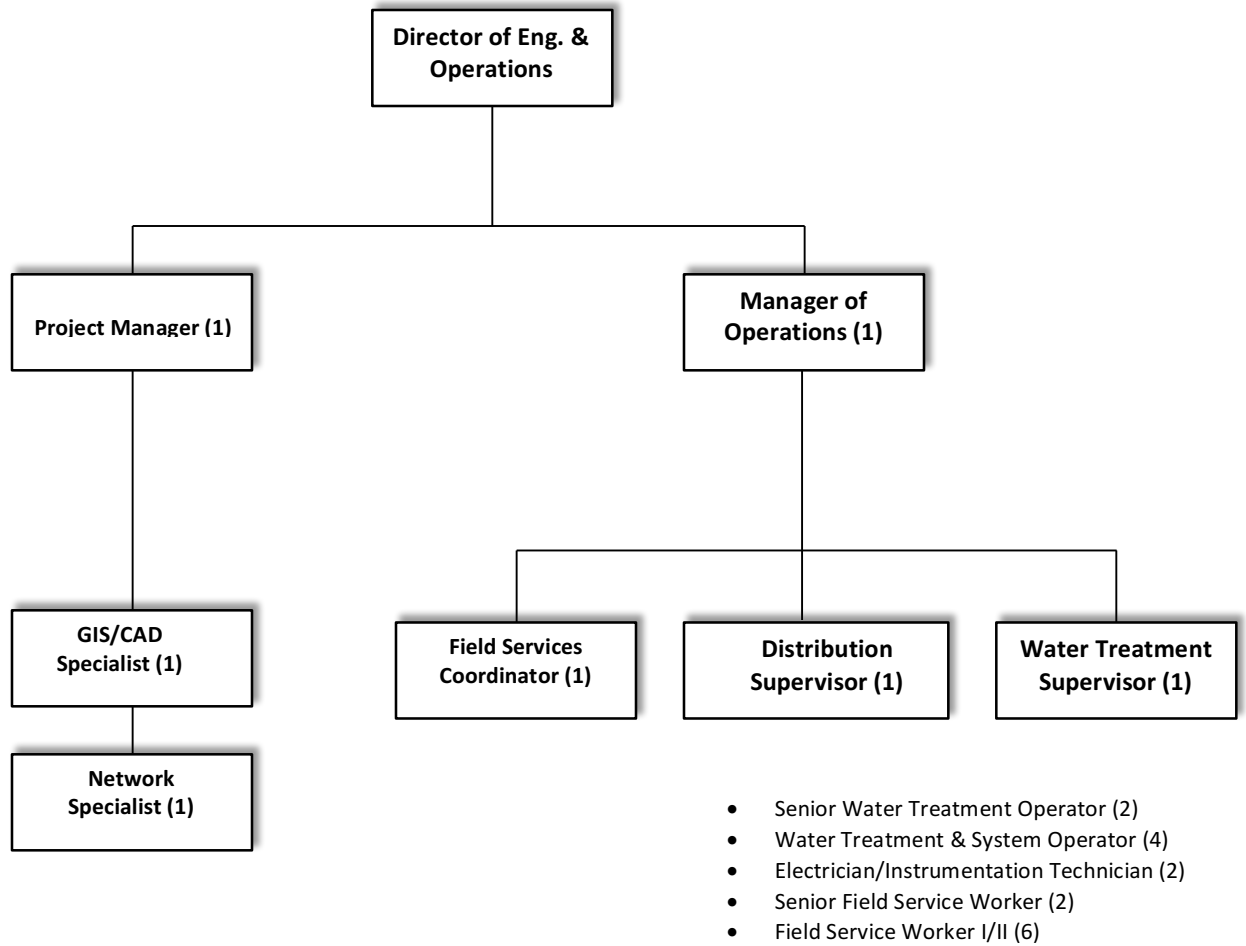 Director of Eng. &
Operations
Project Manager (1)
Manager of
Operations (1)
GIS/CAD
Specialist (1)
Field Services
Coordinator (1)
Distribution
Supervisor (1)
Water Treatment
Supervisor (1)
Network
Specialist (1)
• Senior Water Treatment Operator (2)
• Water Treatment & System Operator (4)
• Electrician/Instrumentation Technician (2)
• Senior Field Service Worker (2)
• Field Service Worker I/II (6)